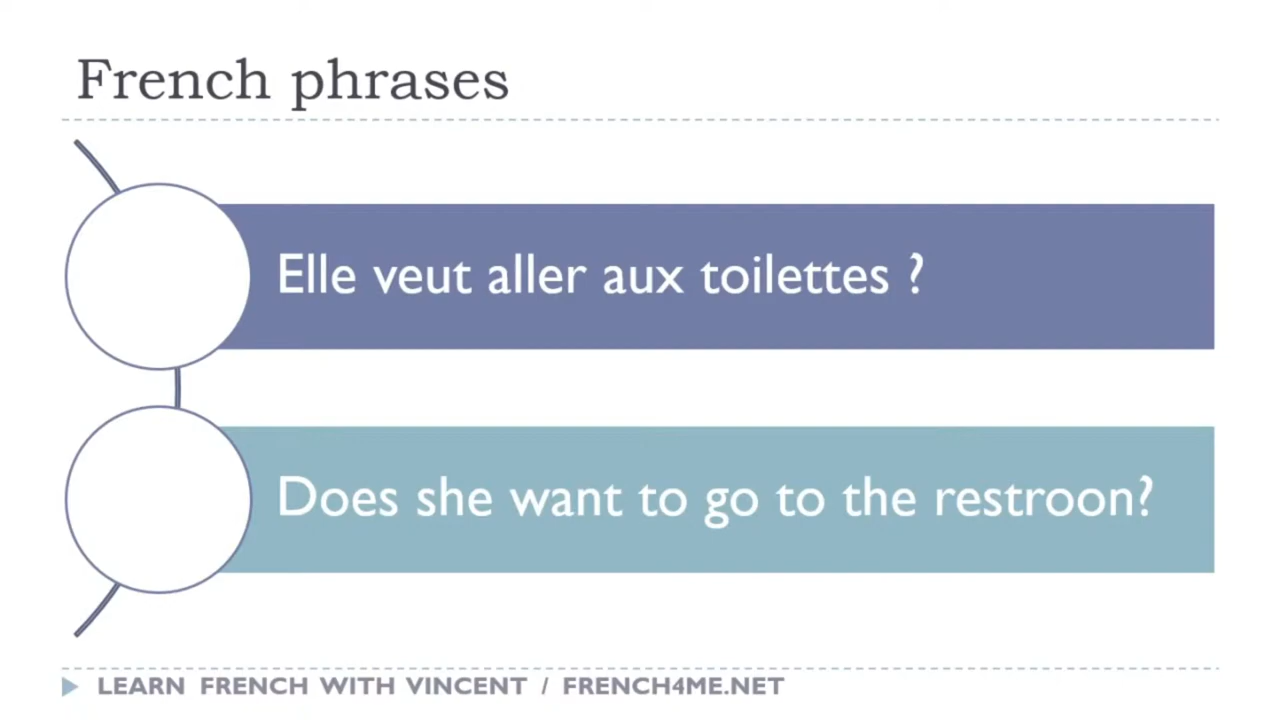 French phrases
Elle veut aller aux toilettes ?
Does she want to go to the restroon?
LEARN FRENCH WITH VINCENT / FRENCH4ME.NET